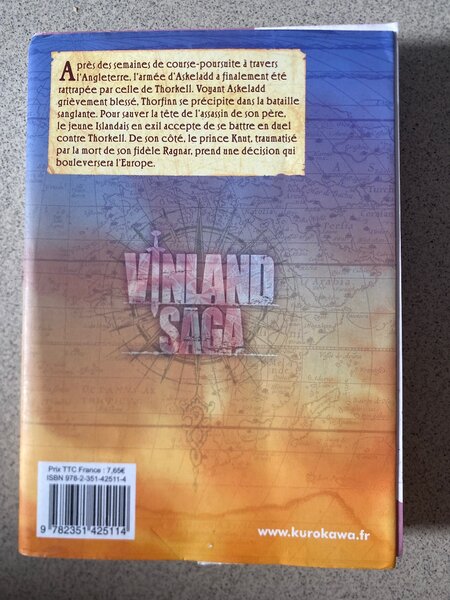 Après des semaines de course-poursuite à travers
l'Angleterre, l'armée d'Askeladd a finalement été
rattrapée par celle de Thorkell. Voyant Askeladd
grièvement blessé, Thorfinn se précipite dans la bataille
sanglante. Pour sauver la tête de l'assassin de son père,
le jeune Islandais en exil accepte de se battre en duel
contre Thorkell. De son côté, le prince Knut, traumatisé
par la mort de son fidèle Ragnar, prend une décision qui
bouleversera l'Europe.
VINLAND
SAGA
Prix TTC France : 7,65€
ISBN 978-2-351-42511-4
9 782351 425114
www.kurokawa.fr